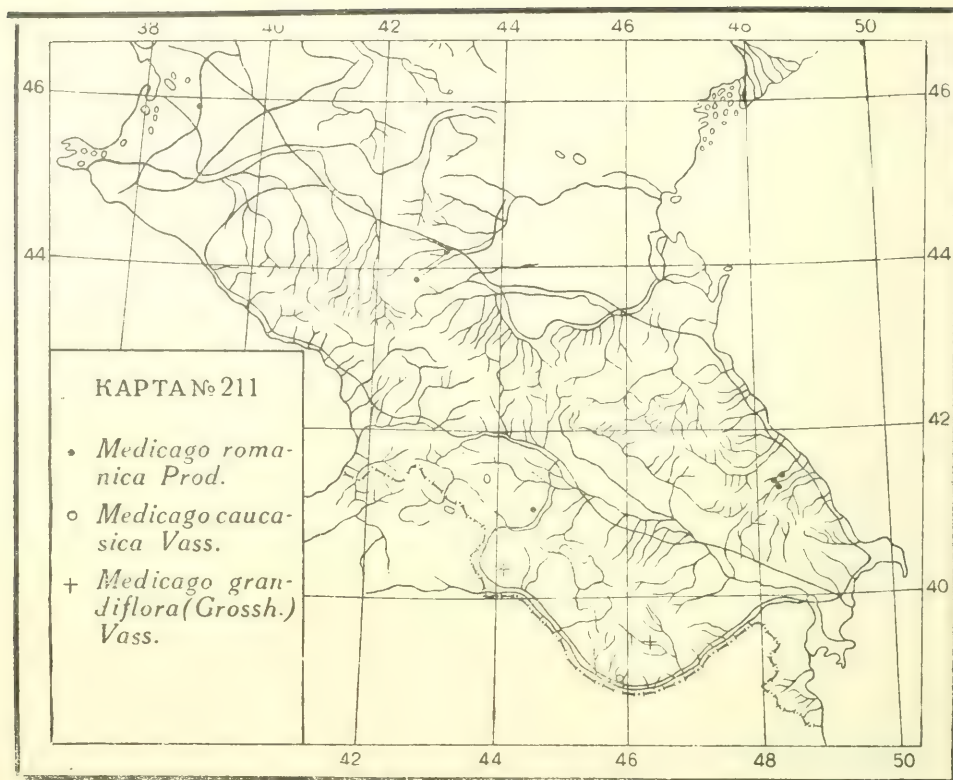 38 40 42 44 46 48 50
46 46
44 44
КАРТА № 211
• Medicago roma-
nica Prod.
○ Medicago cauca-
sica Vass.
+ Medicago gran-
diflora (Grossh.)
Vass.
42
40
42 44 46 48 50